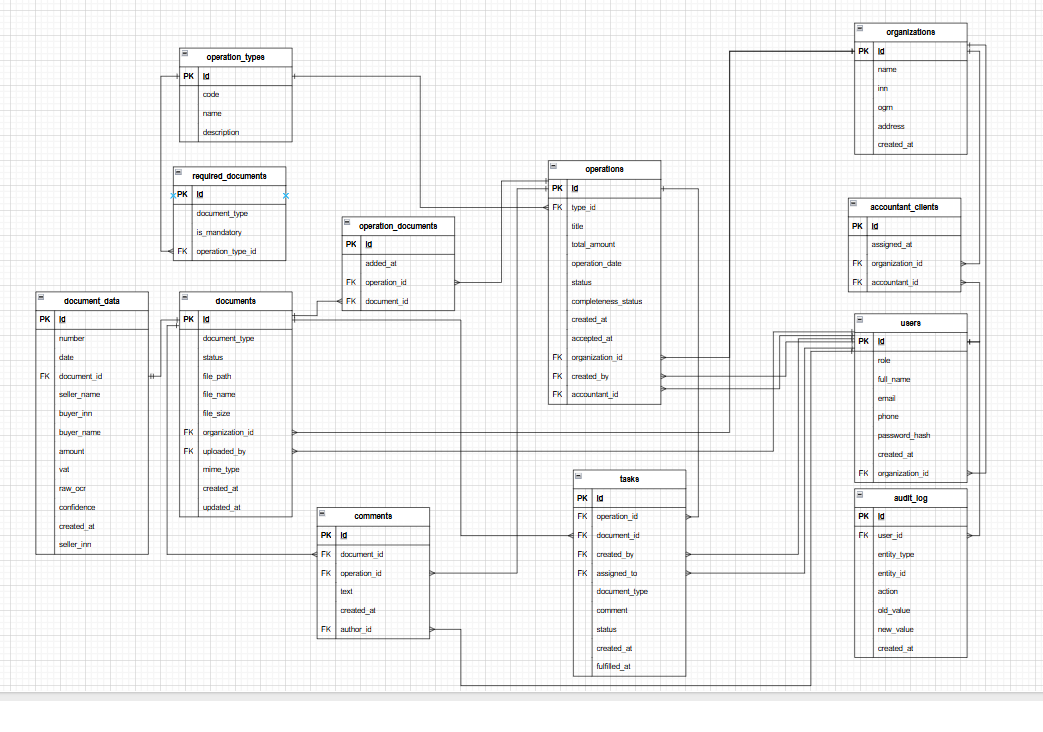 operation_types
PK id
code
name
description
required_documents
PK id
document_type
is_mandatory
FK operation_type_id
operation_documents
PK id
added_at
FK operation_id
FK document_id
document_data
PK id
number
date
FK document_id
seller_name
buyer_inn
buyer_name
amount
vat
raw_ocr
confidence
created_at
seller_inn
documents
PK id
document_type
status
file_path
file_name
file_size
FK organization_id
FK uploaded_by
mime_type
created_at
updated_at
comments
PK id
FK document_id
FK operation_id
text
created_at
FK author_id
operations
PK id
FK type_id
title
total_amount
operation_date
status
completeness_status
created_at
accepted_at
FK organization_id
FK created_by
FK accountant_id
tasks
PK id
FK operation_id
FK document_id
FK created_by
FK assigned_to
document_type
comment
status
created_at
fulfilled_at
organizations
PK id
name
inn
ogrn
address
created_at
accountant_clients
PK id
assigned_at
FK organization_id
FK accountant_id
users
PK id
role
full_name
email
phone
password_hash
created_at
FK organization_id
audit_log
PK id
FK user_id
entity_type
entity_id
action
old_value
new_value
created_at